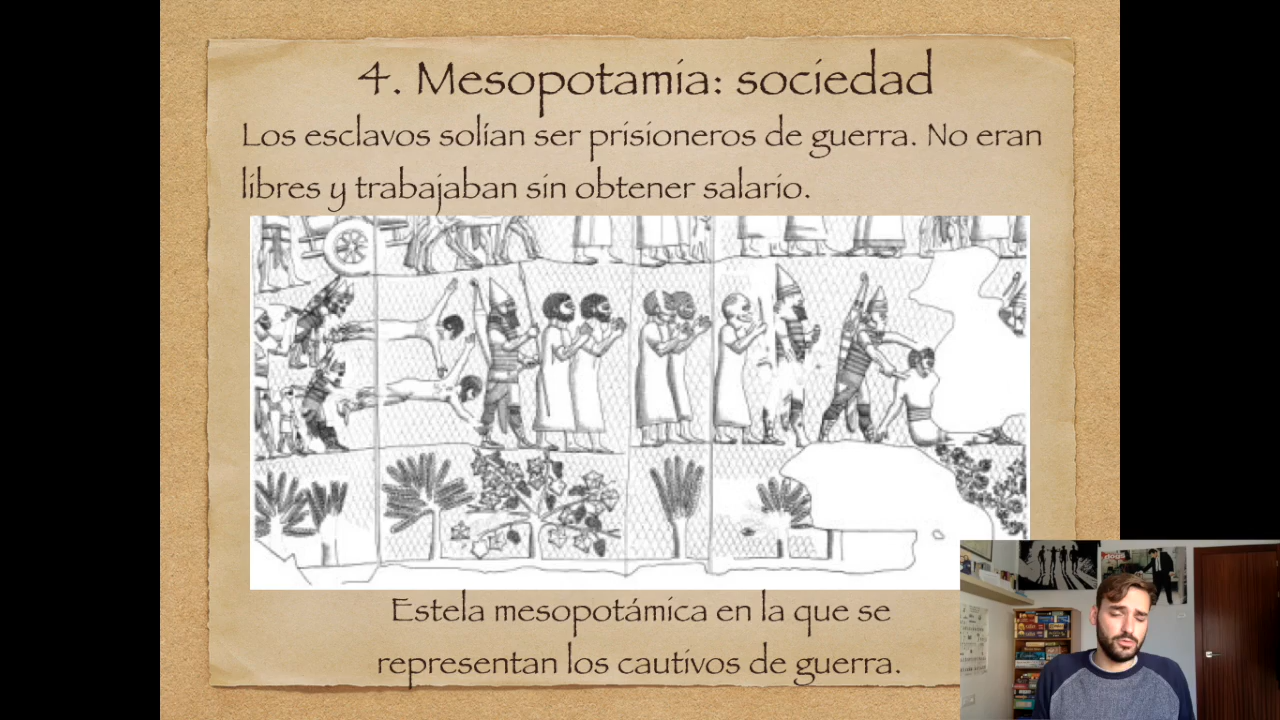 4. Mesopotamia: sociedad
Los esclavos solían ser prisioneros de guerra. No eran
libres y trabajaban sin obtener salario.
Estela mesopotámica en la que se
representan los cautivos de guerra.
dogs